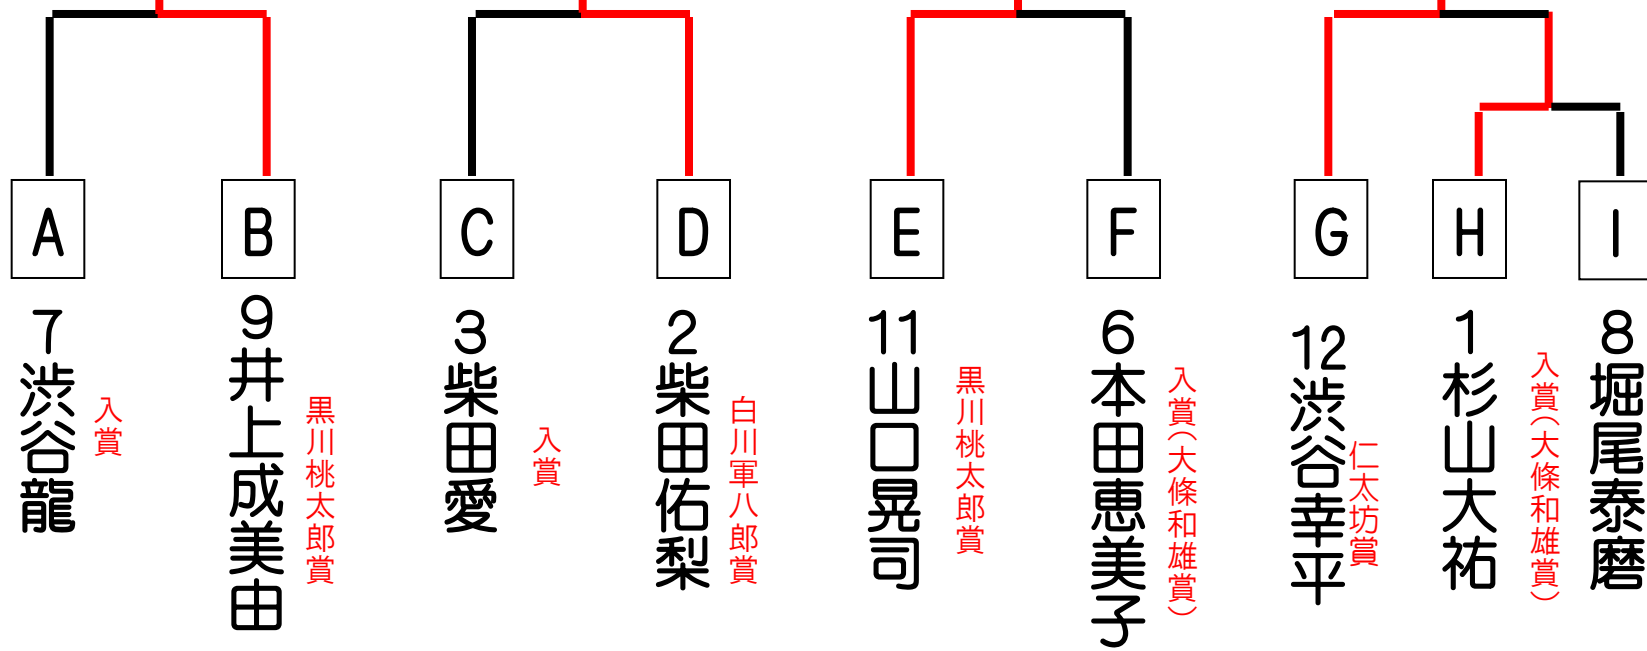 A
B
C
D
E
F
G
H
I
7渋谷龍
入賞
9井上成美由
黒川桃太郎賞
3柴田愛
入賞
2柴田佑梨
白川軍八郎賞
11山口晃司
黒川桃太郎賞
6本田恵美子
入賞(大條和雄賞)
12渋谷幸平
仁太坊賞
1杉山大祐
入賞(大條和雄賞)
8堀尾泰磨